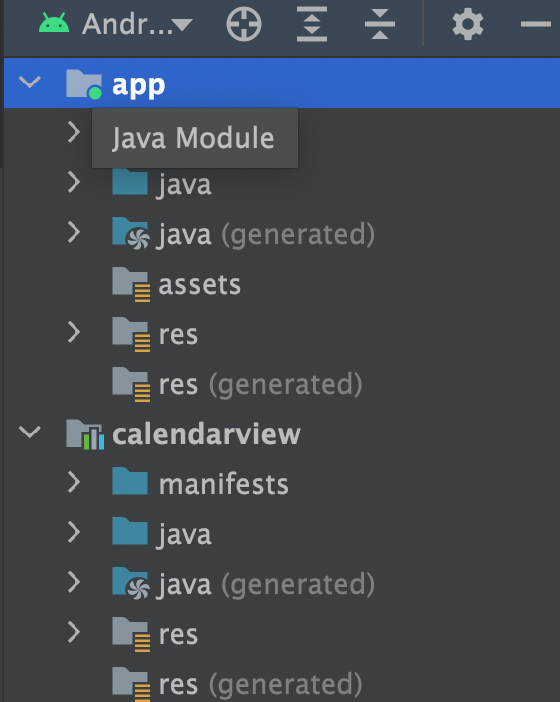 Andr...
app
Java Module
java
java (generated)
assets
res
res (generated)
calendarview
manifests
java
java (generated)
res
res (generated)